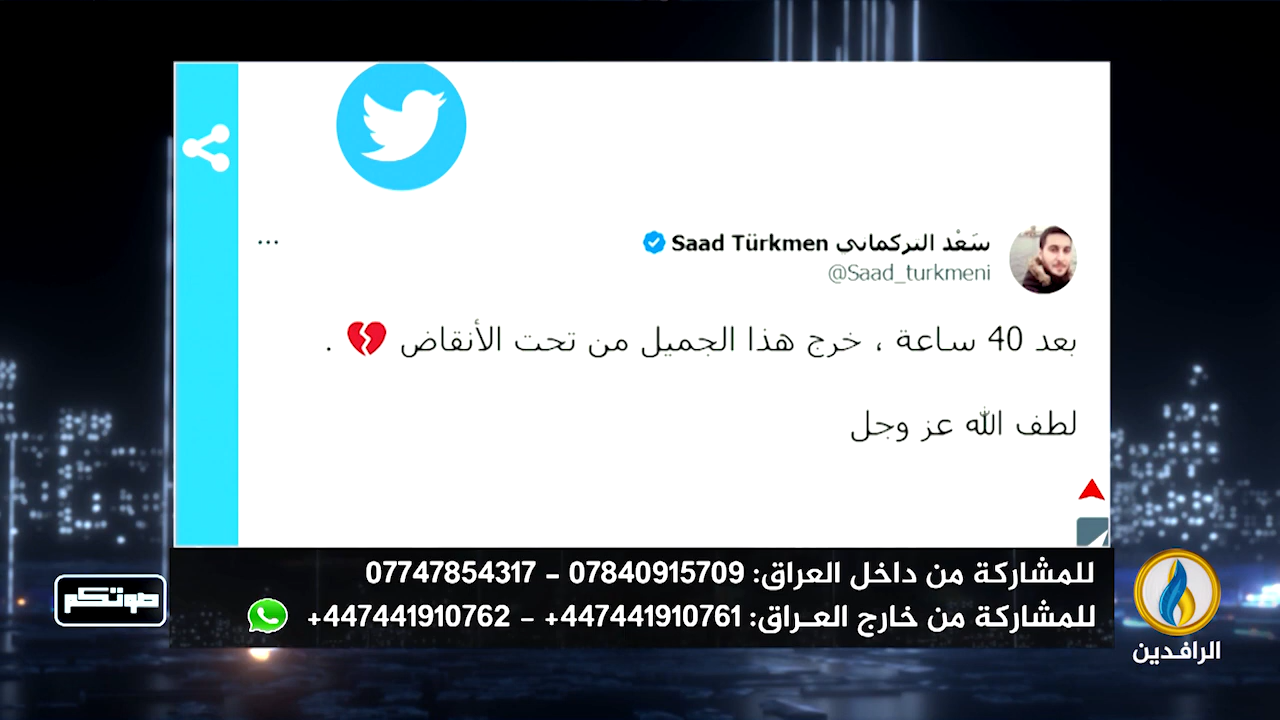 سَعْد التركماني Saad Türkmen
@Saad_turkmeni
بعد 40 ساعة ، خرج هذا الجميل من تحت الأنقاض 💔 .
لطف الله عز وجل
للمشاركة من داخل العراق: 07840915709 - 07747854317
للمشاركة من خارج العـراق: 447441910761+ - 447441910762+
صوتكم
الرافدين